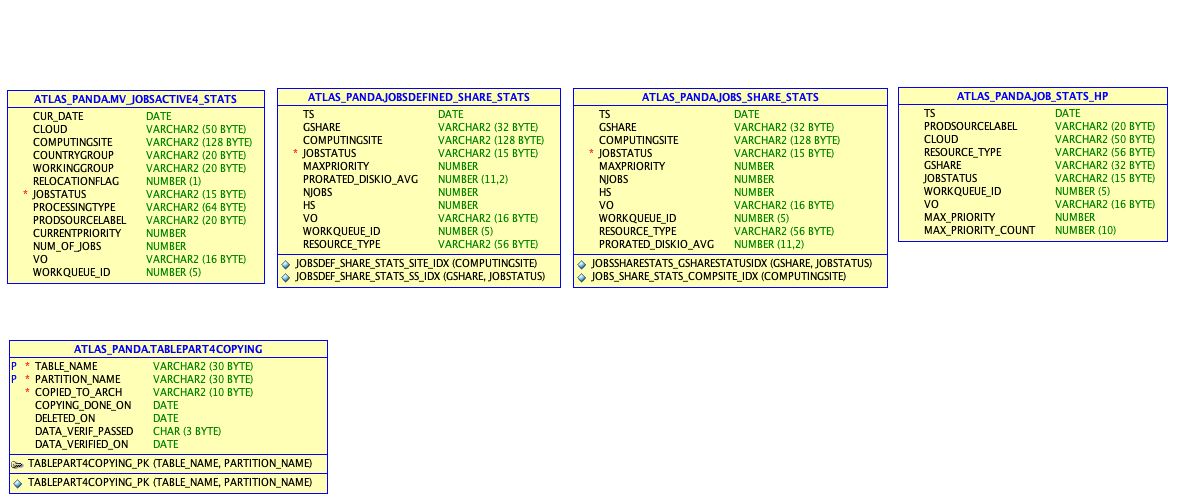 ATLAS_PANDA.MV_JOBSACTIVE4_STATS
CUR_DATE DATE
CLOUD VARCHAR2 (50 BYTE)
COMPUTINGSITE VARCHAR2 (128 BYTE)
COUNTRYGROUP VARCHAR2 (20 BYTE)
WORKINGGROUP VARCHAR2 (20 BYTE)
RELOCATIONFLAG NUMBER (1)
* JOBSTATUS VARCHAR2 (15 BYTE)
PROCESSINGTYPE VARCHAR2 (64 BYTE)
PRODSOURCELABEL VARCHAR2 (20 BYTE)
CURRENTPRIORITY NUMBER
NUM_OF_JOBS NUMBER
VO VARCHAR2 (16 BYTE)
WORKQUEUE_ID NUMBER (5)
ATLAS_PANDA.JOBSDEFINED_SHARE_STATS
TS DATE
GSHARE VARCHAR2 (32 BYTE)
COMPUTINGSITE VARCHAR2 (128 BYTE)
* JOBSTATUS VARCHAR2 (15 BYTE)
MAXPRIORITY NUMBER
PRORATED_DISKIO_AVG NUMBER (11,2)
NJOBS NUMBER
HS NUMBER
VO VARCHAR2 (16 BYTE)
WORKQUEUE_ID NUMBER (5)
RESOURCE_TYPE VARCHAR2 (56 BYTE)
JOBSDEF_SHARE_STATS_SITE_IDX (COMPUTINGSITE)
JOBSDEF_SHARE_STATS_SS_IDX (GSHARE, JOBSTATUS)
ATLAS_PANDA.JOBS_SHARE_STATS
TS DATE
GSHARE VARCHAR2 (32 BYTE)
COMPUTINGSITE VARCHAR2 (128 BYTE)
* JOBSTATUS VARCHAR2 (15 BYTE)
MAXPRIORITY NUMBER
NJOBS NUMBER
HS NUMBER
VO VARCHAR2 (16 BYTE)
WORKQUEUE_ID NUMBER (5)
RESOURCE_TYPE VARCHAR2 (56 BYTE)
PRORATED_DISKIO_AVG NUMBER (11,2)
JOBSSHARESTATS_GSHARESTATUSIDX (GSHARE, JOBSTATUS)
JOBS_SHARE_STATS_COMPSITE_IDX (COMPUTINGSITE)
ATLAS_PANDA.JOB_STATS_HP
TS DATE
PRODSOURCELABEL VARCHAR2 (20 BYTE)
CLOUD VARCHAR2 (50 BYTE)
RESOURCE_TYPE VARCHAR2 (56 BYTE)
GSHARE VARCHAR2 (32 BYTE)
JOBSTATUS VARCHAR2 (15 BYTE)
WORKQUEUE_ID NUMBER (5)
VO VARCHAR2 (16 BYTE)
MAX_PRIORITY NUMBER
MAX_PRIORITY_COUNT NUMBER (10)
ATLAS_PANDA.TABLEPART4COPYING
P * TABLE_NAME VARCHAR2 (30 BYTE)
P * PARTITION_NAME VARCHAR2 (30 BYTE)
* COPIED_TO_ARCH VARCHAR2 (10 BYTE)
COPYING_DONE_ON DATE
DELETED_ON DATE
DATA_VERIF_PASSED CHAR (3 BYTE)
DATA_VERIFIED_ON DATE
TABLEPART4COPYING_PK (TABLE_NAME, PARTITION_NAME)
TABLEPART4COPYING_PK (TABLE_NAME, PARTITION_NAME)